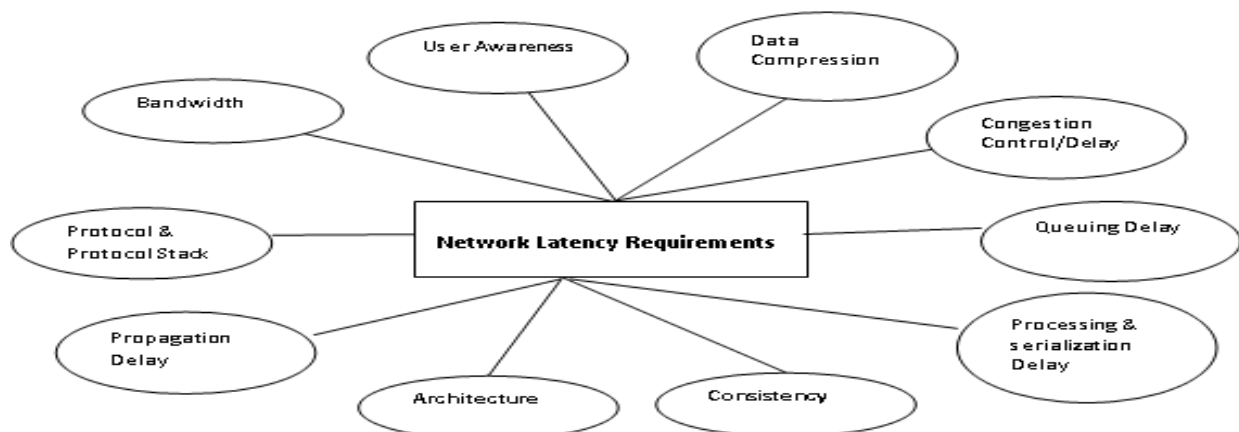 User Awareness
Data
Compression
Bandwidth
Congestion
Control/Delay
Protocol &
Protocol Stack
Network Latency Requirements
Queuing Delay
Propagation
Delay
Processing &
serialization
Delay
Architecture
Consistency